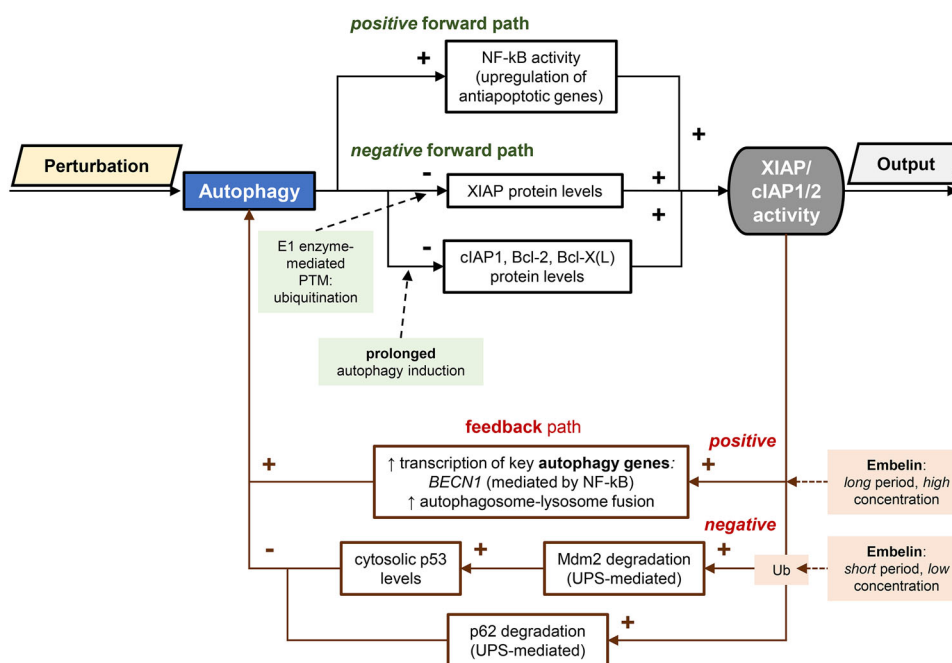 positive forward path
+
NF-kB activity
(upregulation of
antiapoptotic genes)
+
Perturbation
negative forward path
XIAP/
cIAP1/2
activity
Output
Autophagy
-
XIAP protein levels
+
+
E1 enzyme-
mediated
PTM:
ubiquitination
-
cIAP1, Bcl-2, Bcl-X(L)
protein levels
prolonged
autophagy induction
feedback path
positive
+
↑ transcription of key autophagy genes:
BECN1 (mediated by NF-kB)
↑ autophagosome-lysosome fusion
+
Embelin:
long period, high
concentration
negative
-
cytosolic p53
levels
+
Mdm2 degradation
(UPS-mediated)
+
Ub
Embelin:
short period, low
concentration
p62 degradation
(UPS-mediated)
+